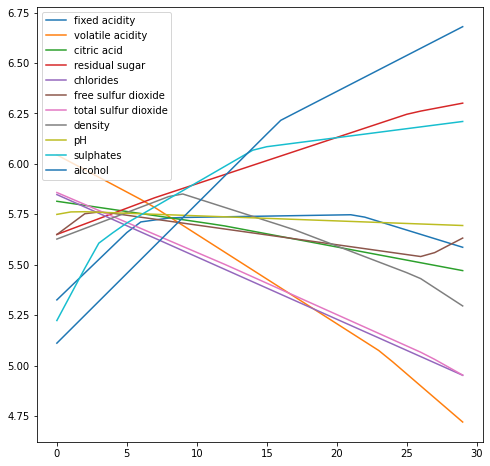 6.75
6.50
6.25
6.00
5.75
5.50
5.25
5.00
4.75
fixed acidity
volatile acidity
citric acid
residual sugar
chlorides
free sulfur dioxide
total sulfur dioxide
density
pH
sulphates
alcohol
0 5 10 15 20 25 30